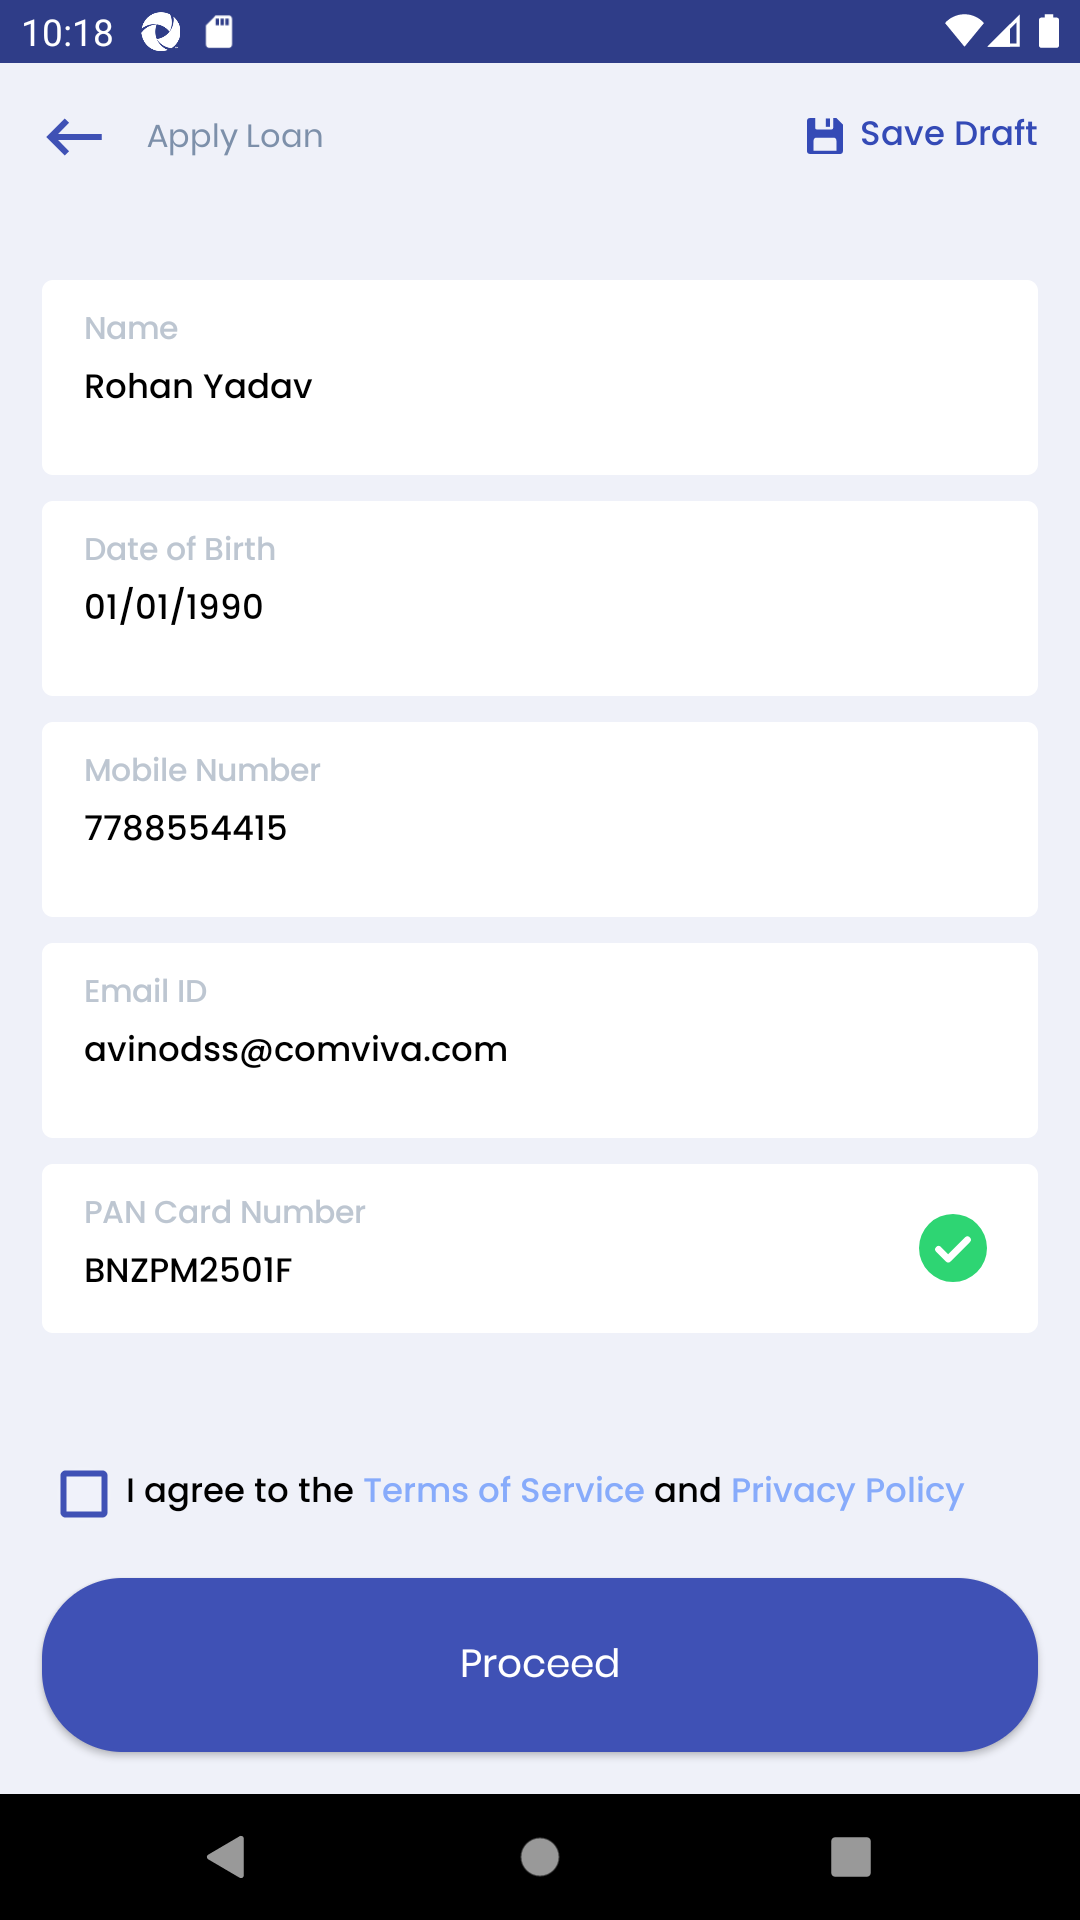 10:18
Apply Loan
Save Draft
Name
Rohan Yadav
Date of Birth
01/01/1990
Mobile Number
7788554415
Email ID
avinodss@comviva.com
PAN Card Number
BNZPM2501F
I agree to the Terms of Service and Privacy Policy
Proceed